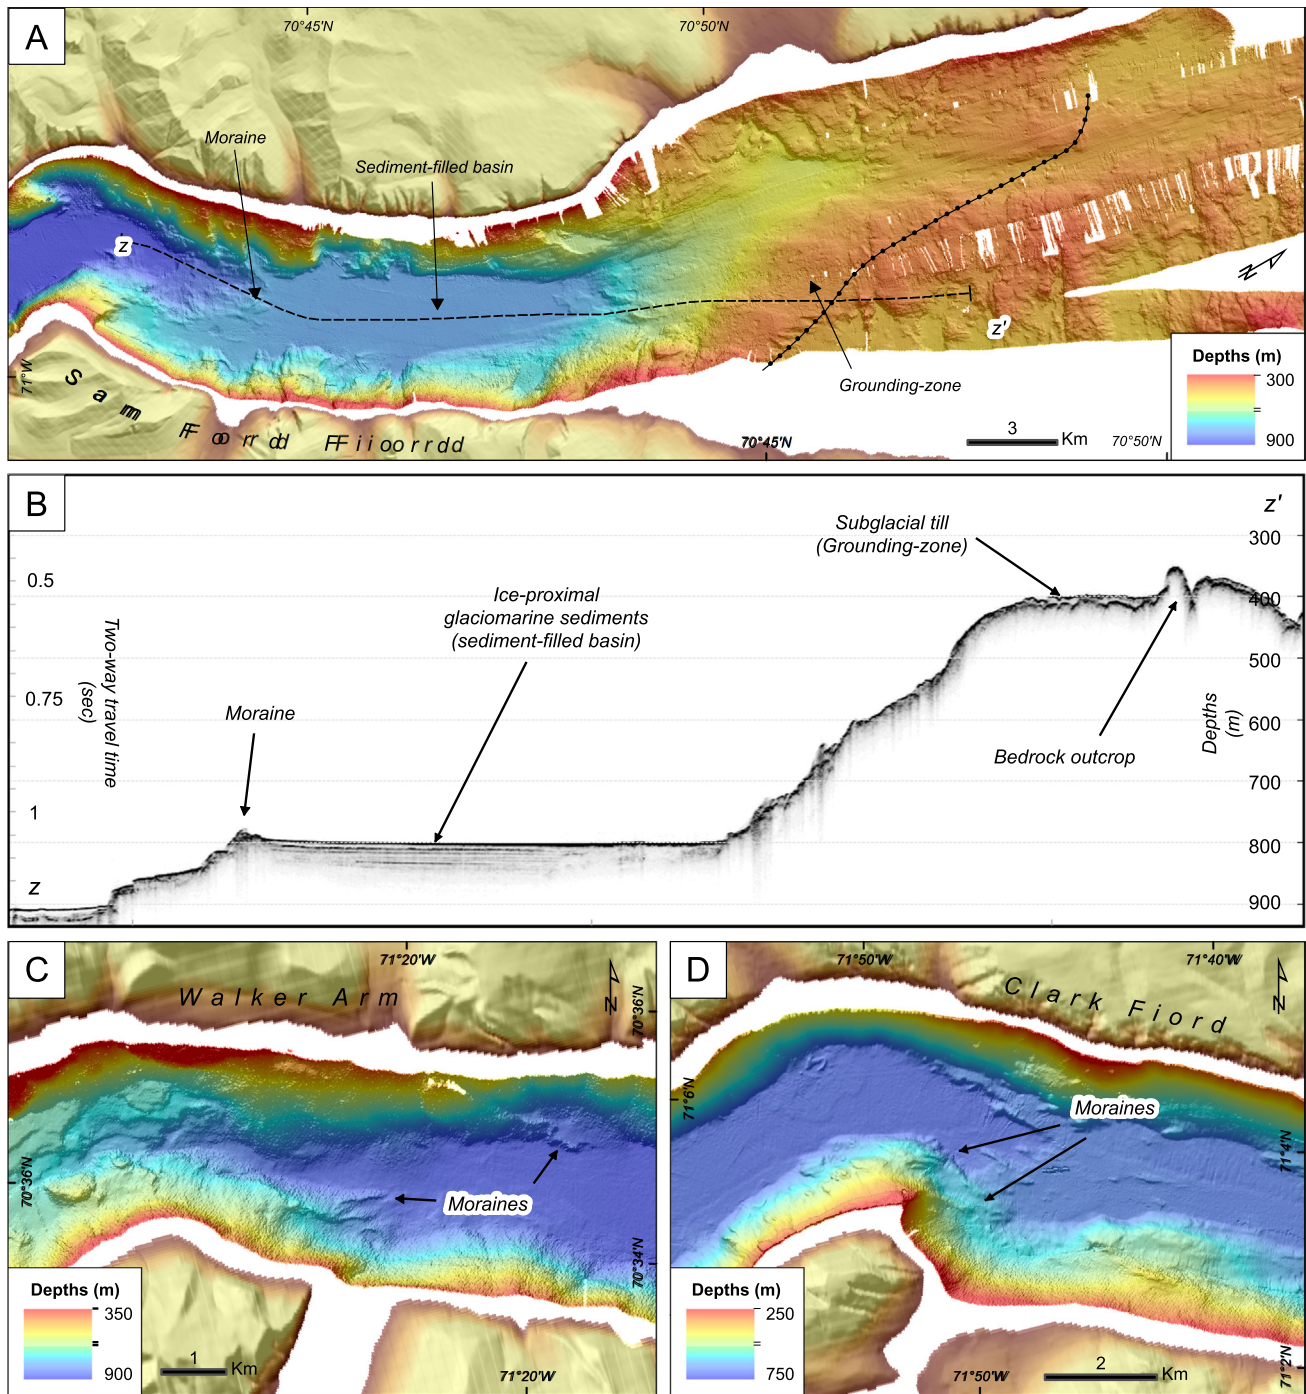 A
70°45'N
70°50'N
Moraine
Sediment-filled basin
z
z'
Grounding-zone
N
71°W
Sam Foord Fiord
70°45'N
3
Km
70°50'N
Depths (m)
300
=
900
B
z'
Subglacial till
(Grounding-zone)
300
0.5
Ice-proximal
glaciomarine sediments
(sediment-filled basin)
400
500
Two-way travel time
(sec)
0.75
Moraine
600
Depths
(m)
Bedrock outcrop
700
1
800
z
900
C
71°20'W
Walker Arm
N
70°36'N
70°36'N
Moraines
70°34'N
Depths (m)
350
=
900
1
Km
71°20'W
D
71°50'W
71°40'W
Clark Fiord
N
71°6'N
Moraines
71°4'N
Depths (m)
250
=
750
71°50'W
2
Km
71°2'N